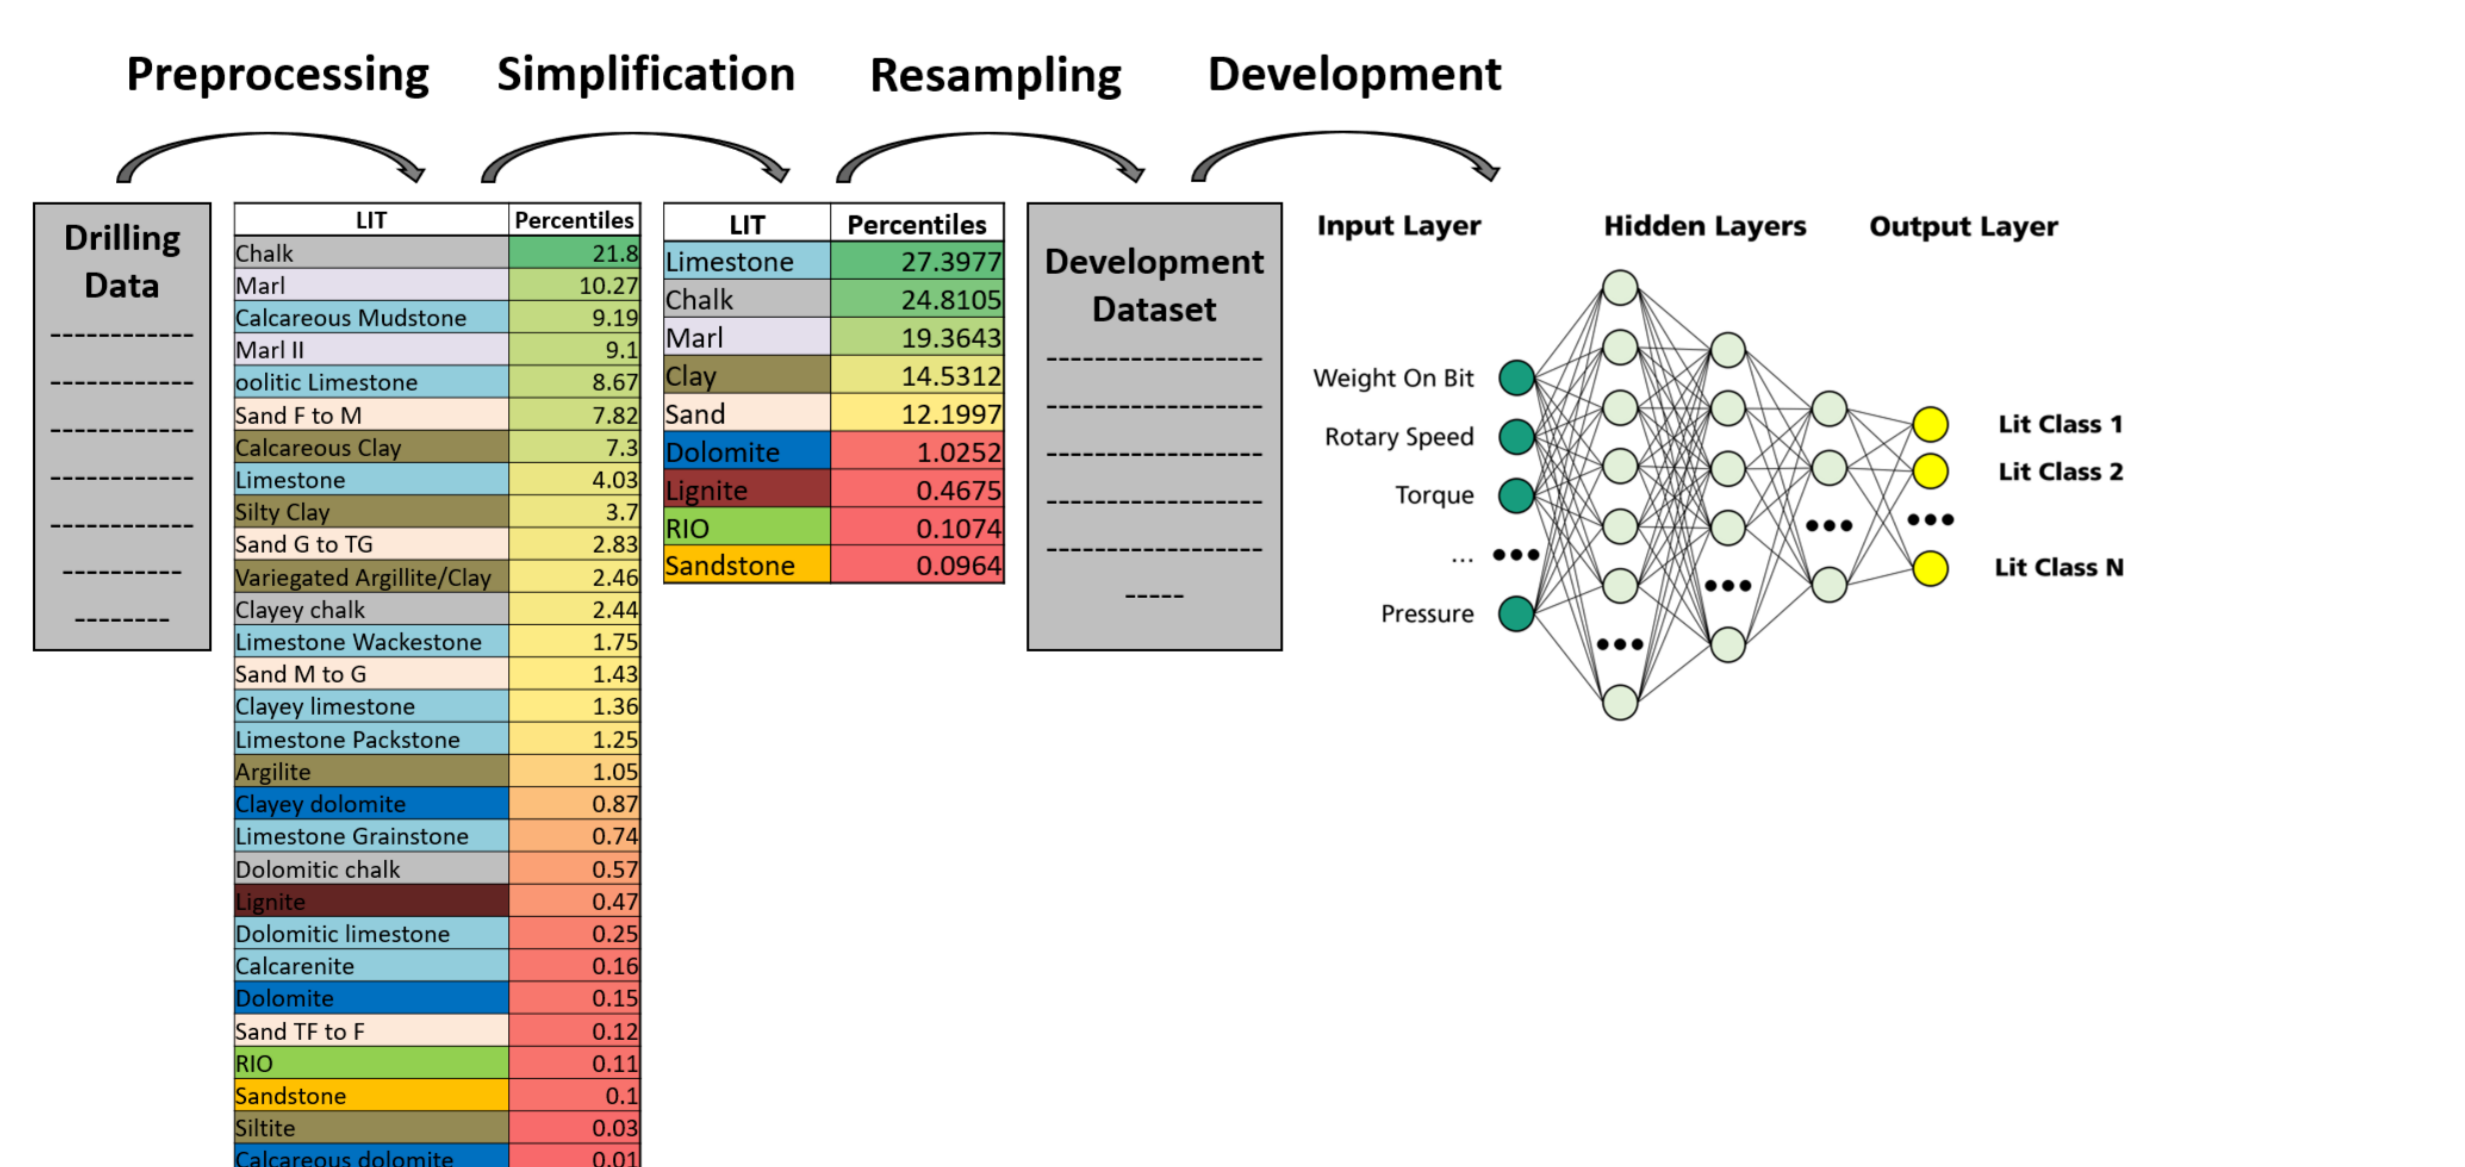 Preprocessing Simplification Resampling Development
Drilling
Data
------------
------------
------------
------------
------------
----------
--------
LIT Percentiles
Chalk 21.8
Marl 10.27
Calcareous Mudstone 9.19
Marl II 9.1
oolitic Limestone 8.67
Sand F to M 7.82
Calcareous Clay 7.3
Limestone 4.03
Silty Clay 3.7
Sand G to TG 2.83
Variegated Argillite/Clay 2.46
Clayey chalk 2.44
Limestone Wackestone 1.75
Sand M to G 1.43
Clayey limestone 1.36
Limestone Packstone 1.25
Argilite 1.05
Clayey dolomite 0.87
Limestone Grainstone 0.74
Dolomitic chalk 0.57
Lignite 0.47
Dolomitic limestone 0.25
Calcarenite 0.16
Dolomite 0.15
Sand TF to F 0.12
RIO 0.11
Sandstone 0.1
Siltite 0.03
Calcareous dolomite 0.01
LIT Percentiles
Limestone 27.3977
Chalk 24.8105
Marl 19.3643
Clay 14.5312
Sand 12.1997
Dolomite 1.0252
Lignite 0.4675
RIO 0.1074
Sandstone 0.0964
Development
Dataset
------------------
------------------
------------------
------------------
------------------
-----
Input Layer Hidden Layers Output Layer
Weight On Bit
Rotary Speed
Torque
...
Pressure
Lit Class 1
Lit Class 2
Lit Class N